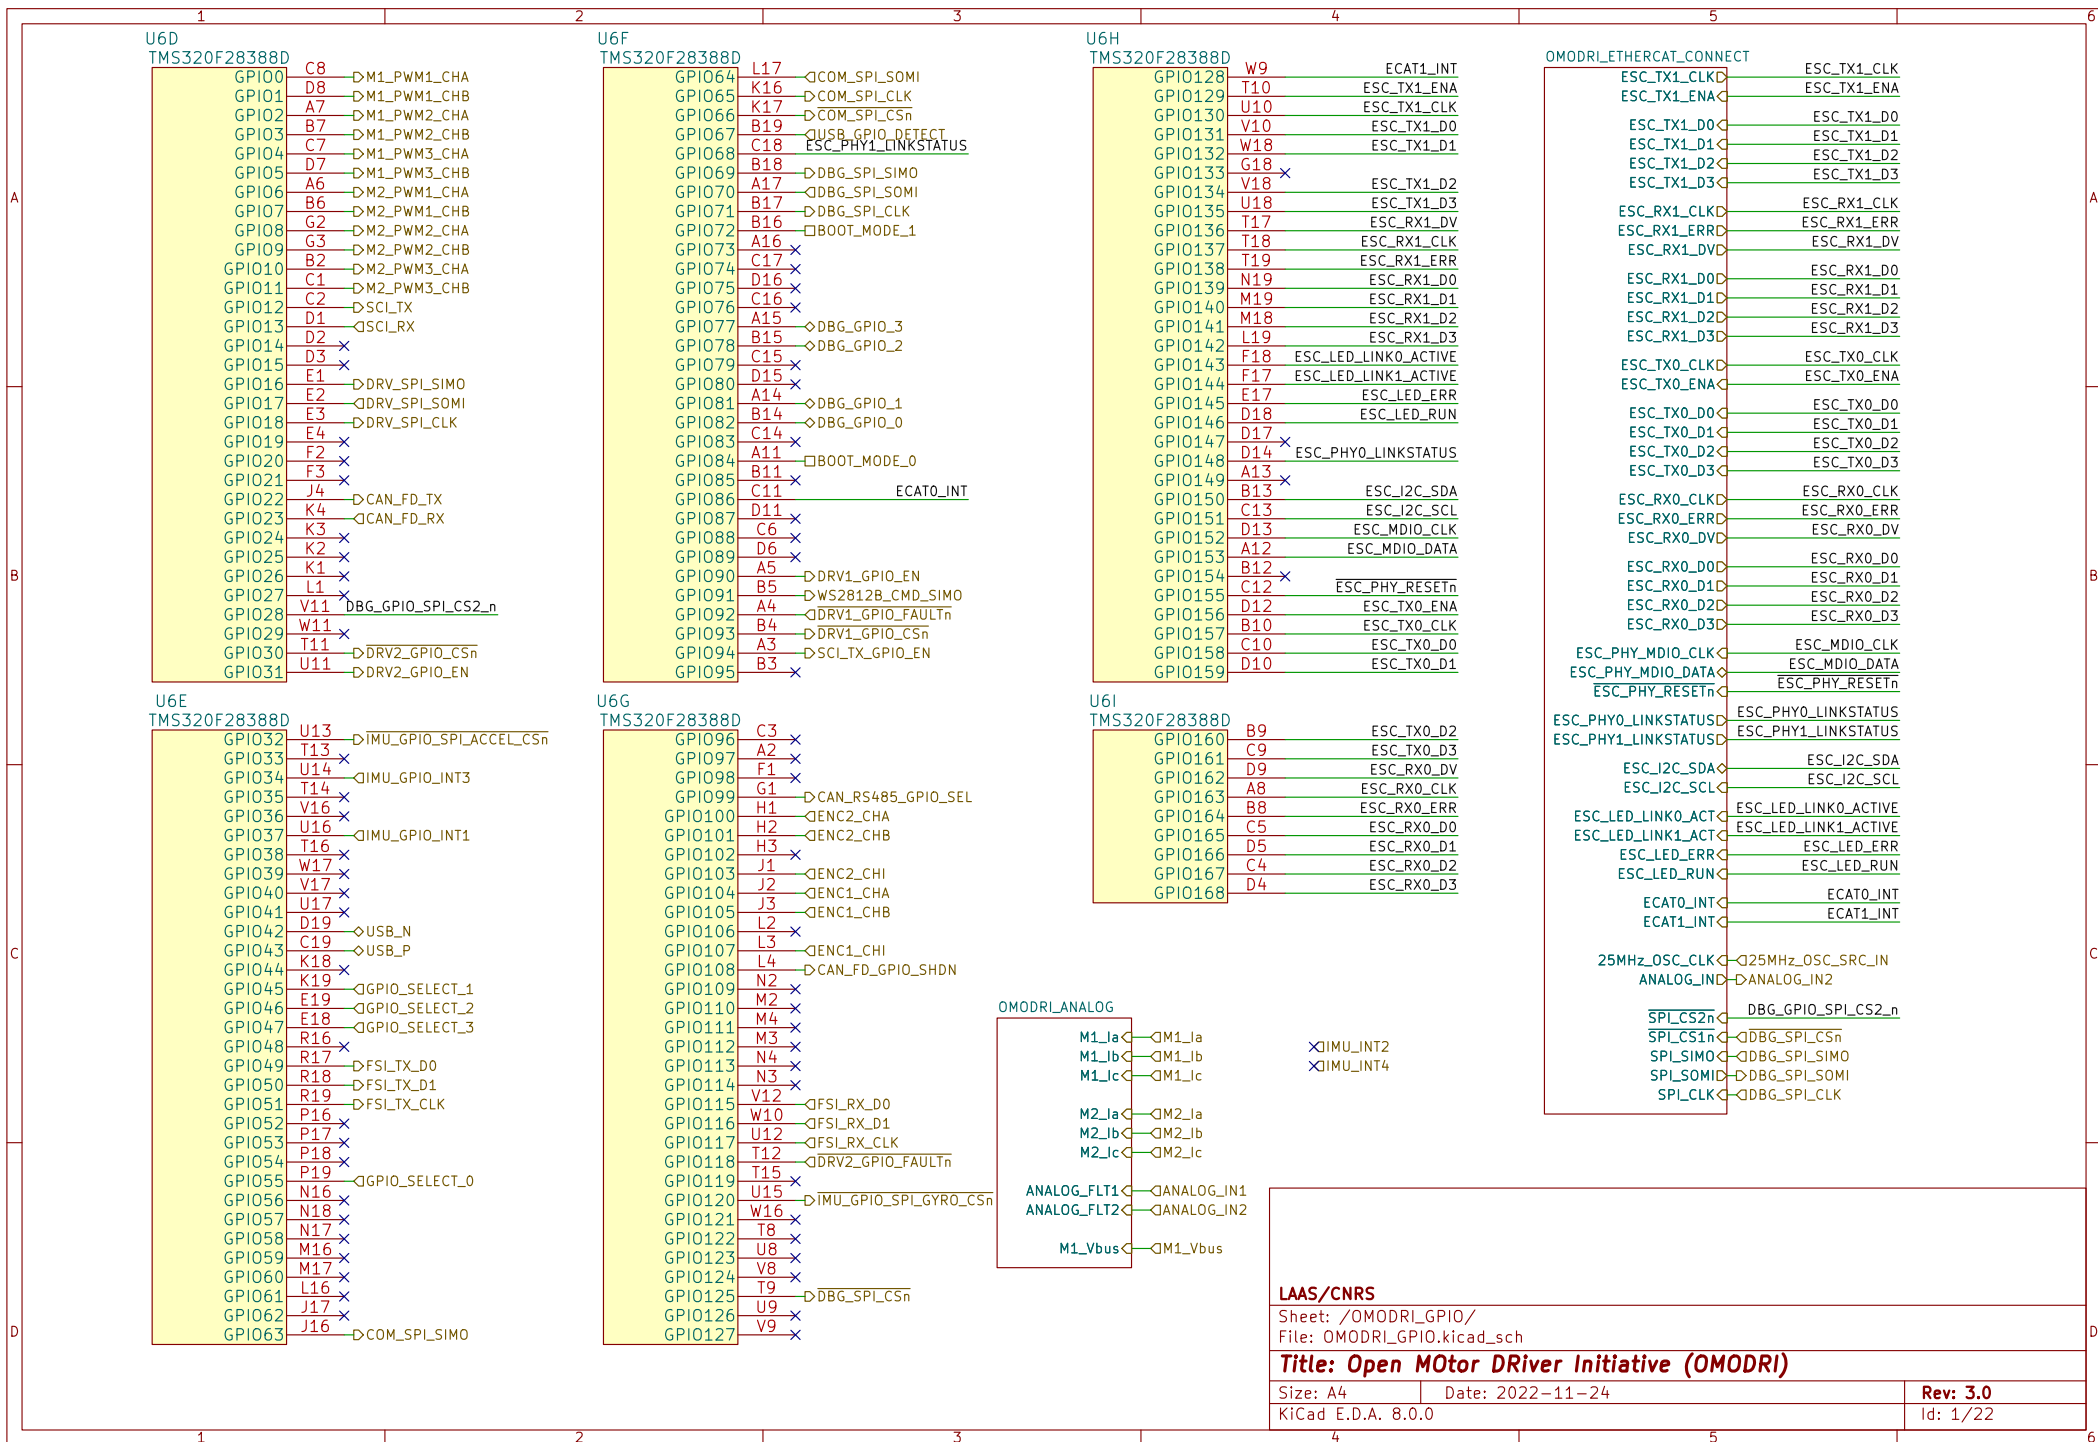 1 2 3 4 5 6
U6D
TMS320F28388D
GPIO0 C8 M1_PWM1_CHA
GPIO1 D8 M1_PWM1_CHB
GPIO2 A7 M1_PWM2_CHA
GPIO3 B7 M1_PWM2_CHB
GPIO4 C7 M1_PWM3_CHA
GPIO5 D7 M1_PWM3_CHB
GPIO6 A6 M2_PWM1_CHA
GPIO7 B6 M2_PWM1_CHB
GPIO8 G2 M2_PWM2_CHA
GPIO9 G3 M2_PWM2_CHB
GPIO10 B2 M2_PWM3_CHA
GPIO11 C1 M2_PWM3_CHB
GPIO12 C2 SCI_TX
GPIO13 D1 SCI_RX
GPIO14 D2
GPIO15 D3
GPIO16 E1 DRV_SPI_SIMO
GPIO17 E2 DRV_SPI_SOMI
GPIO18 E3 DRV_SPI_CLK
GPIO19 E4
GPIO20 F2
GPIO21 F3
GPIO22 J4 CAN_FD_TX
GPIO23 K4 CAN_FD_RX
GPIO24 K3
GPIO25 K2
GPIO26 K1
GPIO27 L1
GPIO28 V11 DBG_GPIO_SPI_CS2_n
GPIO29 W11
GPIO30 T11 DRV2_GPIO_CSn
GPIO31 U11 DRV2_GPIO_EN
U6E
TMS320F28388D
GPIO32 U13 IMU_GPIO_SPI_ACCEL_CSn
GPIO33 T13
GPIO34 U14 IMU_GPIO_INT3
GPIO35 T14
GPIO36 V16
GPIO37 U16 IMU_GPIO_INT1
GPIO38 T16
GPIO39 W17
GPIO40 V17
GPIO41 U17
GPIO42 D19 USB_N
GPIO43 C19 USB_P
GPIO44 K18
GPIO45 K19 GPIO_SELECT_1
GPIO46 E19 GPIO_SELECT_2
GPIO47 E18 GPIO_SELECT_3
GPIO48 R16
GPIO49 R17 FSI_TX_D0
GPIO50 R18 FSI_TX_D1
GPIO51 R19 FSI_TX_CLK
GPIO52 P16
GPIO53 P17
GPIO54 P18
GPIO55 P19 GPIO_SELECT_0
GPIO56 N16
GPIO57 N18
GPIO58 N17
GPIO59 M16
GPIO60 M17
GPIO61 L16
GPIO62 J17
GPIO63 J16 COM_SPI_SIMO
U6F
TMS320F28388D
GPIO64 L17 COM_SPI_SOMI
GPIO65 K16 COM_SPI_CLK
GPIO66 K17 COM_SPI_CSn
GPIO67 B19 USB_GPIO_DETECT
GPIO68 C18 ESC_PHY1_LINKSTATUS
GPIO69 B18 DBG_SPI_SIMO
GPIO70 A17 DBG_SPI_SOMI
GPIO71 B17 DBG_SPI_CLK
GPIO72 B16 BOOT_MODE_1
GPIO73 A16
GPIO74 C17
GPIO75 D16
GPIO76 C16
GPIO77 A15 DBG_GPIO_3
GPIO78 B15 DBG_GPIO_2
GPIO79 C15
GPIO80 D15
GPIO81 A14 DBG_GPIO_1
GPIO82 B14 DBG_GPIO_0
GPIO83 C14
GPIO84 A11 BOOT_MODE_0
GPIO85 B11
GPIO86 C11 ECAT0_INT
GPIO87 D11
GPIO88 C6
GPIO89 D6
GPIO90 A5 DRV1_GPIO_EN
GPIO91 B5 WS2812B_CMD_SIMO
GPIO92 A4 DRV1_GPIO_FAULTn
GPIO93 B4 DRV1_GPIO_CSn
GPIO94 A3 SCI_TX_GPIO_EN
GPIO95 B3
U6G
TMS320F28388D
GPIO96 C3
GPIO97 A2
GPIO98 F1
GPIO99 G1 CAN_RS485_GPIO_SEL
GPIO100 H1 ENC2_CHA
GPIO101 H2 ENC2_CHB
GPIO102 H3
GPIO103 J1 ENC2_CHI
GPIO104 J2 ENC1_CHA
GPIO105 J3 ENC1_CHB
GPIO106 L2
GPIO107 L3 ENC1_CHI
GPIO108 L4 CAN_FD_GPIO_SHDN
GPIO109 N2
GPIO110 M2
GPIO111 M4
GPIO112 M3
GPIO113 N4
GPIO114 N3
GPIO115 V12 FSI_RX_D0
GPIO116 W10 FSI_RX_D1
GPIO117 U12 FSI_RX_CLK
GPIO118 T12 DRV2_GPIO_FAULTn
GPIO119 T15
GPIO120 U15 IMU_GPIO_SPI_GYRO_CSn
GPIO121 W16
GPIO122 T8
GPIO123 U8
GPIO124 V8
GPIO125 T9 DBG_SPI_CSn
GPIO126 U9
GPIO127 V9
U6H
TMS320F28388D
GPIO128 W9 ECAT1_INT
GPIO129 T10 ESC_TX1_ENA
GPIO130 U10 ESC_TX1_CLK
GPIO131 V10 ESC_TX1_D0
GPIO132 W18 ESC_TX1_D1
GPIO133 G18
GPIO134 V18 ESC_TX1_D2
GPIO135 U18 ESC_TX1_D3
GPIO136 T17 ESC_RX1_DV
GPIO137 T18 ESC_RX1_CLK
GPIO138 T19 ESC_RX1_ERR
GPIO139 N19 ESC_RX1_D0
GPIO140 M19 ESC_RX1_D1
GPIO141 M18 ESC_RX1_D2
GPIO142 L19 ESC_RX1_D3
GPIO143 F18 ESC_LED_LINK0_ACTIVE
GPIO144 F17 ESC_LED_LINK1_ACTIVE
GPIO145 E17 ESC_LED_ERR
GPIO146 D18 ESC_LED_RUN
GPIO147 D17
GPIO148 D14 ESC_PHY0_LINKSTATUS
GPIO149 A13
GPIO150 B13 ESC_I2C_SDA
GPIO151 C13 ESC_I2C_SCL
GPIO152 D13 ESC_MDIO_CLK
GPIO153 A12 ESC_MDIO_DATA
GPIO154 B12
GPIO155 C12 ESC_PHY_RESETn
GPIO156 D12 ESC_TX0_ENA
GPIO157 B10 ESC_TX0_CLK
GPIO158 C10 ESC_TX0_D0
GPIO159 D10 ESC_TX0_D1
U6I
TMS320F28388D
GPIO160 B9 ESC_TX0_D2
GPIO161 C9 ESC_TX0_D3
GPIO162 D9 ESC_RX0_DV
GPIO163 A8 ESC_RX0_CLK
GPIO164 B8 ESC_RX0_ERR
GPIO165 C5 ESC_RX0_D0
GPIO166 D5 ESC_RX0_D1
GPIO167 C4 ESC_RX0_D2
GPIO168 D4 ESC_RX0_D3
OMODRI_ANALOG
M1_Ia M1_Ia
M1_Ib M1_Ib
M1_Ic M1_Ic
M2_Ia M2_Ia
M2_Ib M2_Ib
M2_Ic M2_Ic
ANALOG_FLT1 ANALOG_IN1
ANALOG_FLT2 ANALOG_IN2
M1_Vbus M1_Vbus
IMU_INT2
IMU_INT4
OMODRI_ETHERCAT_CONNECT
ESC_TX1_CLK ESC_TX1_CLK
ESC_TX1_ENA ESC_TX1_ENA
ESC_TX1_D0 ESC_TX1_D0
ESC_TX1_D1 ESC_TX1_D1
ESC_TX1_D2 ESC_TX1_D2
ESC_TX1_D3 ESC_TX1_D3
ESC_RX1_CLK ESC_RX1_CLK
ESC_RX1_ERR ESC_RX1_ERR
ESC_RX1_DV ESC_RX1_DV
ESC_RX1_D0 ESC_RX1_D0
ESC_RX1_D1 ESC_RX1_D1
ESC_RX1_D2 ESC_RX1_D2
ESC_RX1_D3 ESC_RX1_D3
ESC_TX0_CLK ESC_TX0_CLK
ESC_TX0_ENA ESC_TX0_ENA
ESC_TX0_D0 ESC_TX0_D0
ESC_TX0_D1 ESC_TX0_D1
ESC_TX0_D2 ESC_TX0_D2
ESC_TX0_D3 ESC_TX0_D3
ESC_RX0_CLK ESC_RX0_CLK
ESC_RX0_ERR ESC_RX0_ERR
ESC_RX0_DV ESC_RX0_DV
ESC_RX0_D0 ESC_RX0_D0
ESC_RX0_D1 ESC_RX0_D1
ESC_RX0_D2 ESC_RX0_D2
ESC_RX0_D3 ESC_RX0_D3
ESC_PHY_MDIO_CLK ESC_MDIO_CLK
ESC_PHY_MDIO_DATA ESC_MDIO_DATA
ESC_PHY_RESETn ESC_PHY_RESETn
ESC_PHY0_LINKSTATUS ESC_PHY0_LINKSTATUS
ESC_PHY1_LINKSTATUS ESC_PHY1_LINKSTATUS
ESC_I2C_SDA ESC_I2C_SDA
ESC_I2C_SCL ESC_I2C_SCL
ESC_LED_LINK0_ACT ESC_LED_LINK0_ACTIVE
ESC_LED_LINK1_ACT ESC_LED_LINK1_ACTIVE
ESC_LED_ERR ESC_LED_ERR
ESC_LED_RUN ESC_LED_RUN
ECAT0_INT ECAT0_INT
ECAT1_INT ECAT1_INT
25MHz_OSC_CLK 25MHz_OSC_SRC_IN
ANALOG_IN ANALOG_IN2
SPI_CS2n DBG_GPIO_SPI_CS2_n
SPI_CS1n DBG_SPI_CSn
SPI_SIMO DBG_SPI_SIMO
SPI_SOMI DBG_SPI_SOMI
SPI_CLK DBG_SPI_CLK
A A
B B
C C
D D
LAAS/CNRS
Sheet: /OMODRI_GPIO/
File: OMODRI_GPIO.kicad_sch
Title: Open MOtor DRiver Initiative (OMODRI)
Size: A4 Date: 2022-11-24 Rev: 3.0
KiCad E.D.A. 8.0.0 Id: 1/22
1 2 3 4 5 6